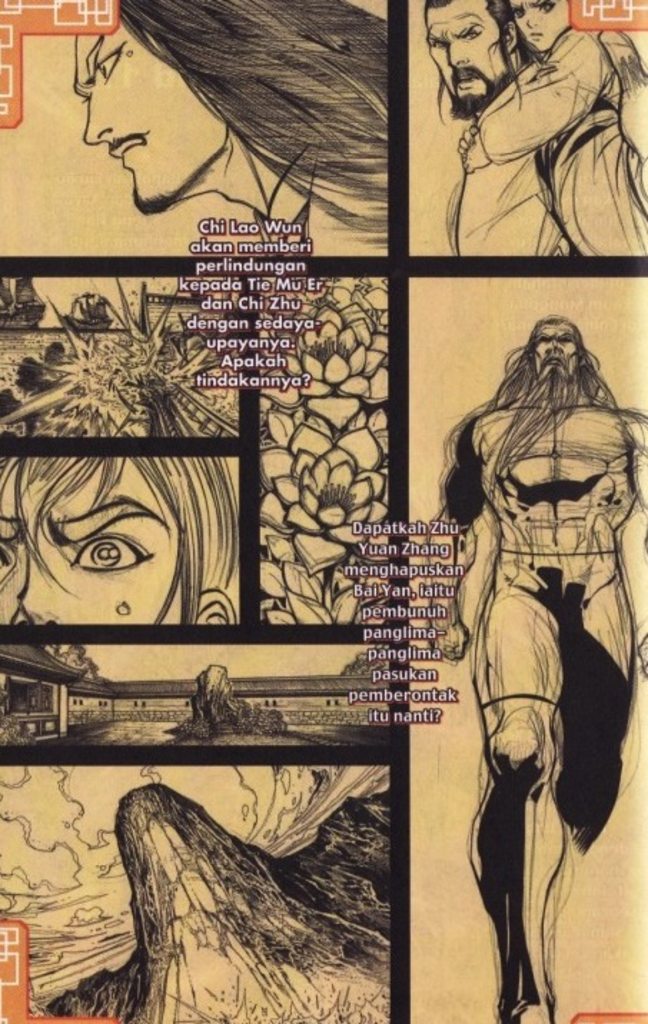 Chi Lao Wun
akan memberi
perlindungan
kepada Tie Mu Er
dan Chi Zhu
dengan sedaya-
upayanya.
Apakah
tindakannya?
Dapatkah Zhu
Yuan Zhang
menghapuskan
Bai Yan, iaitu
pembunuh
panglima-
panglima
pasukan
pemberontak
itu nanti?